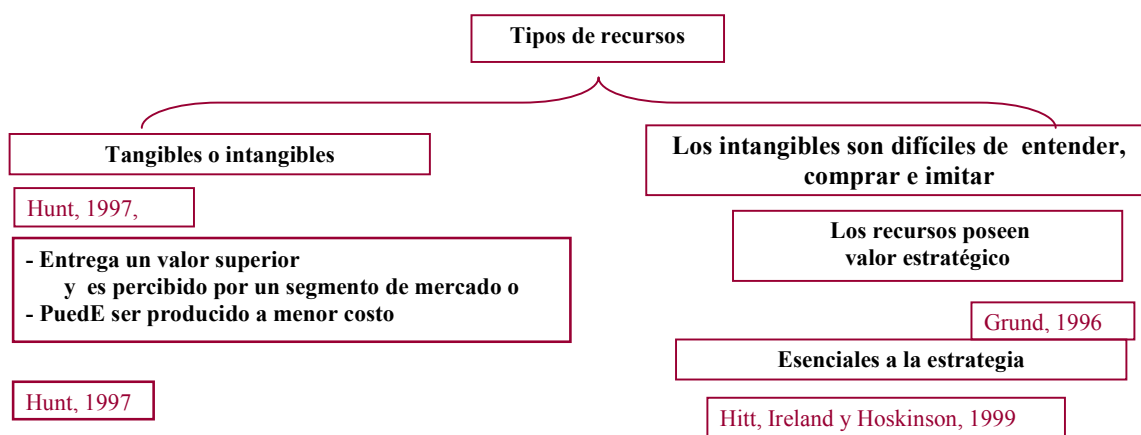 Tipos de recursos
Tangibles o intangibles
Hunt, 1997,
- Entrega un valor superior
y es percibido por un segmento de mercado o
- PuedE ser producido a menor costo
Hunt, 1997
Los intangibles son difíciles de entender,
comprar e imitar
Los recursos poseen
valor estratégico
Grund, 1996
Esenciales a la estrategia
Hitt, Ireland y Hoskinson, 1999